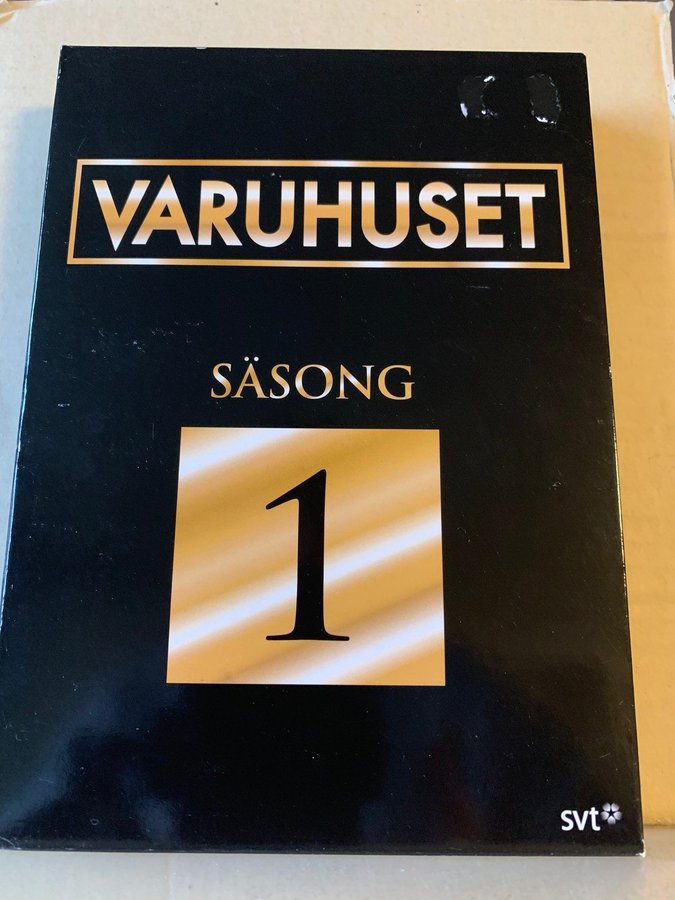 VARUHUSET
SÄSONG
1
svt